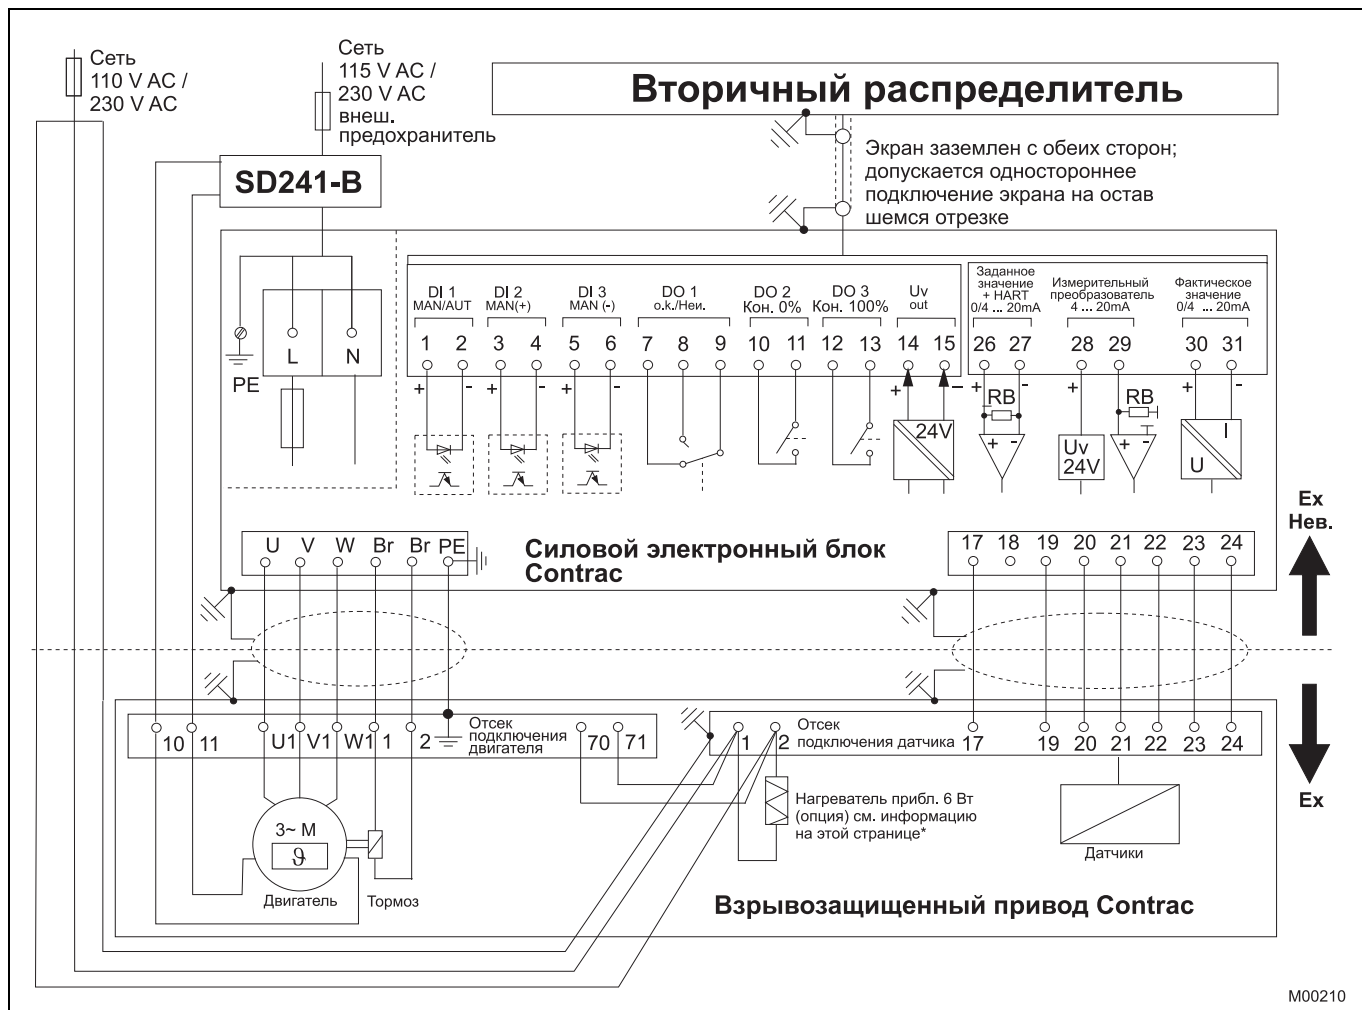 Сеть
110 V AC /
230 V AC
Сеть
115 V AC /
230 V AC
внеш.
предохранитель
Вторичный распределитель
Экран заземлен с обеих сторон;
допускается одностороннее
подключение экрана на остав
шемся отрезке
SD241-B
PE
L N
DI 1 DI 2 DI 3 DO 1 DO 2 DO 3 Uv
MAN/AUT MAN(+) MAN (-) o.k./Неи. Кон. 0% Кон. 100% out
1 2 3 4 5 6 7 8 9 10 11 12 13 14 15
Заданное
значение
+ HART
0/4 ... 20mA
Измерительный
преобразователь
4 ... 20mA
Фактическое
значение
0/4 ... 20mA
26 27 28 29 30 31
+ - + - + - + - + - + + -
RB RB
24V
+ -
Uv
24V
+ -
I
U
Ex
Нев.
U V W Br Br PE
Силовой электронный блок
Contrac
17 18 19 20 21 22 23 24
10 11 U1 V1 W1 1 2
Отсек
подключения
двигателя
70 71
1 2
Отсек
подключения датчика
17 19 20 21 22 23 24
Ex
3~ M
ϑ
Двигатель
Тормоз
Нагреватель прибл. 6 Вт
(опция) см. информацию
на этой странице*
Датчики
Взрывозащищенный привод Contrac
M00210